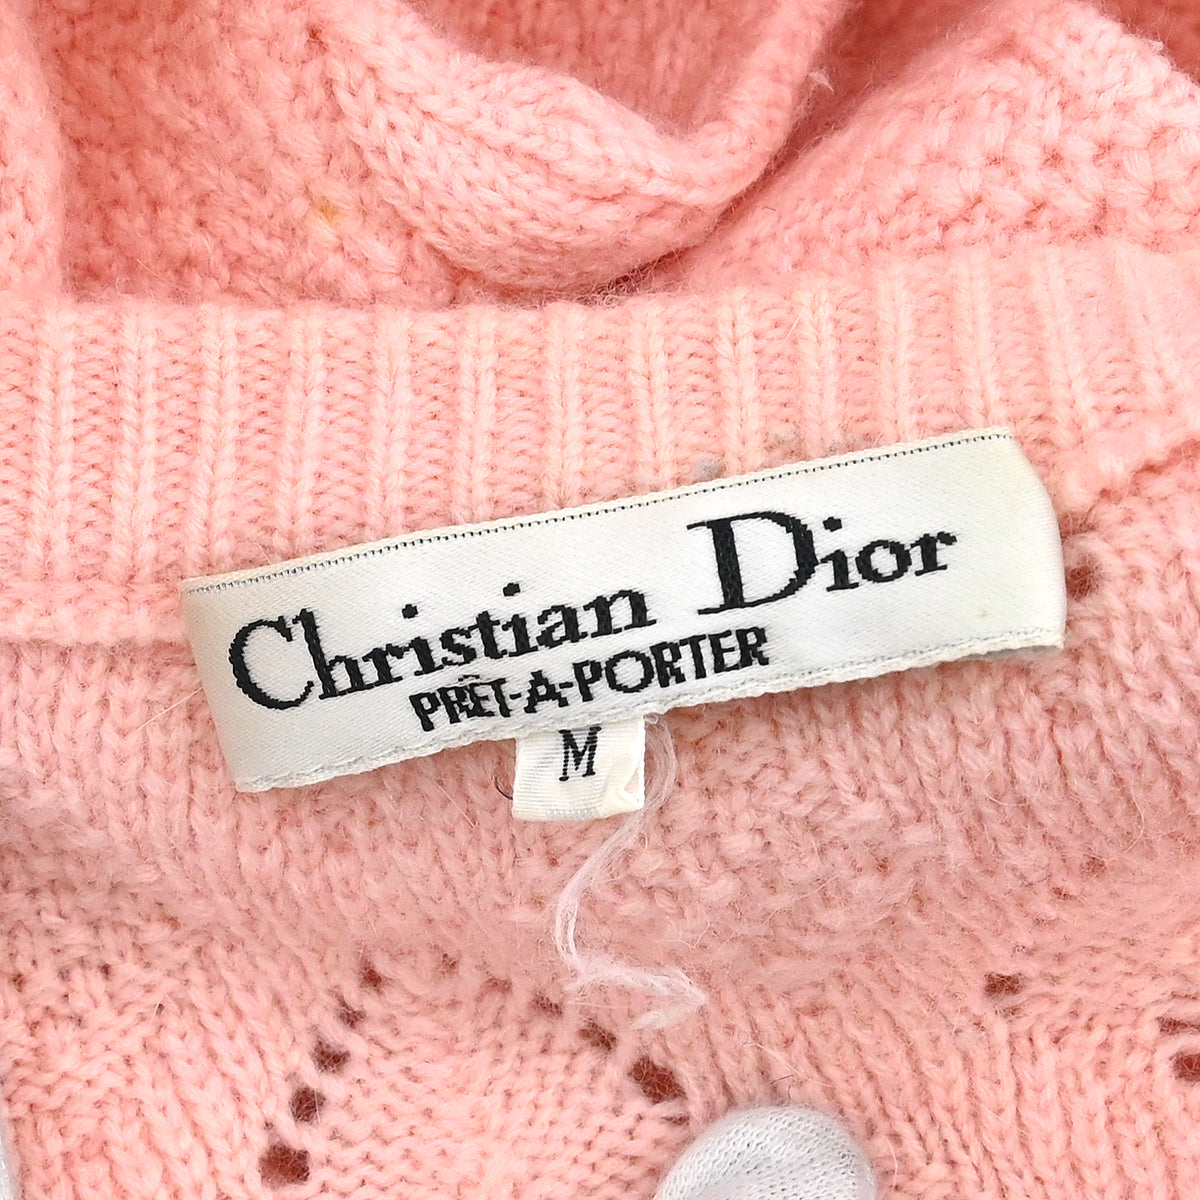 Christian Dior
PRÊT-A-PORTER
M